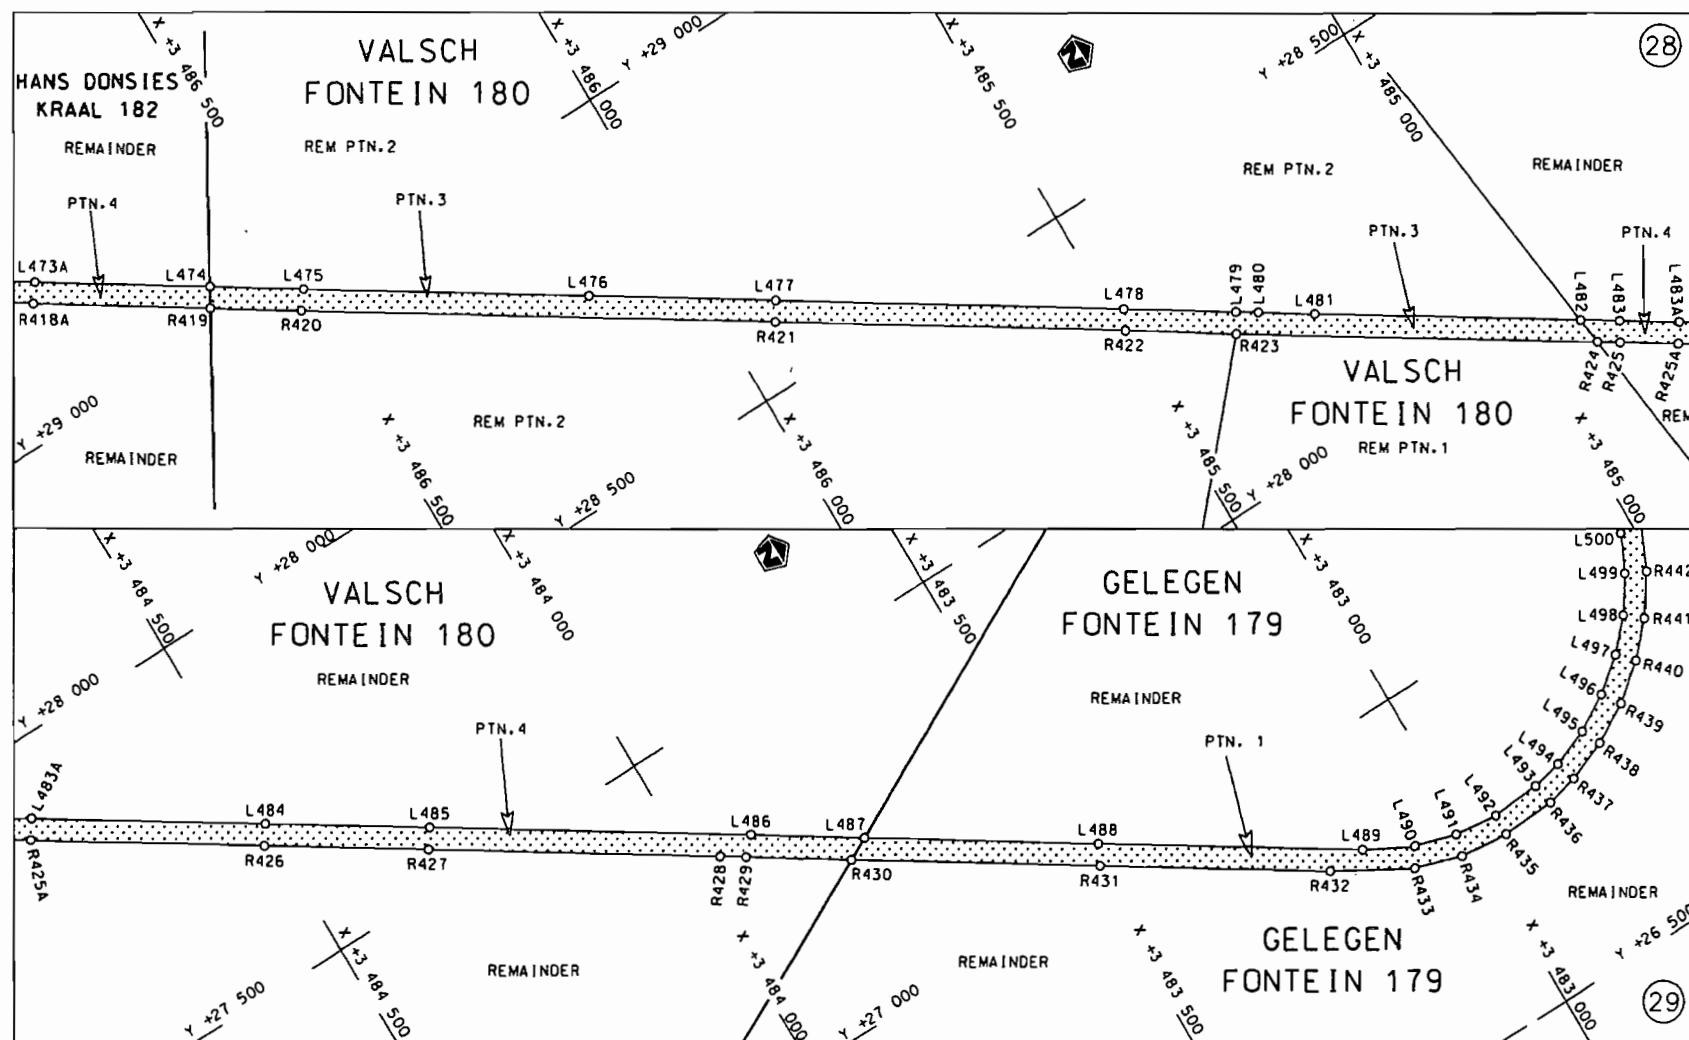 X +3 486 500
VALSCH
FONTEIN 180
X +3 486 000
Y +29 000
X +3 485 500
N
Y +28 500
X +3 485 000
28
HANS DONSIES
KRAAL 182
REMAINDER
REM PTN.2
REM PTN.2
REMAINDER
PTN.4
PTN.3
PTN.3
PTN.4
L473A
L474
L475
L476
L477
L478
L479
L480
L481
L482
L483
L483A
R418A
R419
R420
R421
R422
R423
R424
R425
R425A
VALSCH
FONTEIN 180
REM PTN.1
REM
Y +29 000
REMAINDER
X +3 486 500
REM PTN.2
Y +28 500
X +3 486 000
X +3 485 500
Y +28 000
X +3 485 000
X +3 484 500
Y +28 000
VALSCH
FONTEIN 180
REMAINDER
X +3 484 000
N
X +3 483 500
GELEGEN
FONTEIN 179
REMAINDER
X +3 483 000
Y +28 000
PTN.4
PTN. 1
L500
L499
L498
L497
L496
L495
L494
L493
L492
L491
L490
L489
L488
L487
L486
L485
L484
L483A
R442
R441
R440
R439
R438
R437
R436
R435
R434
R433
R432
R431
R430
R429
R428
R427
R426
R425A
Y +27 500
X +3 484 500
REMAINDER
X +3 484 000
Y +27 000
REMAINDER
X +3 483 500
GELEGEN
FONTEIN 179
REMAINDER
X +3 483 000
Y +26 500
29